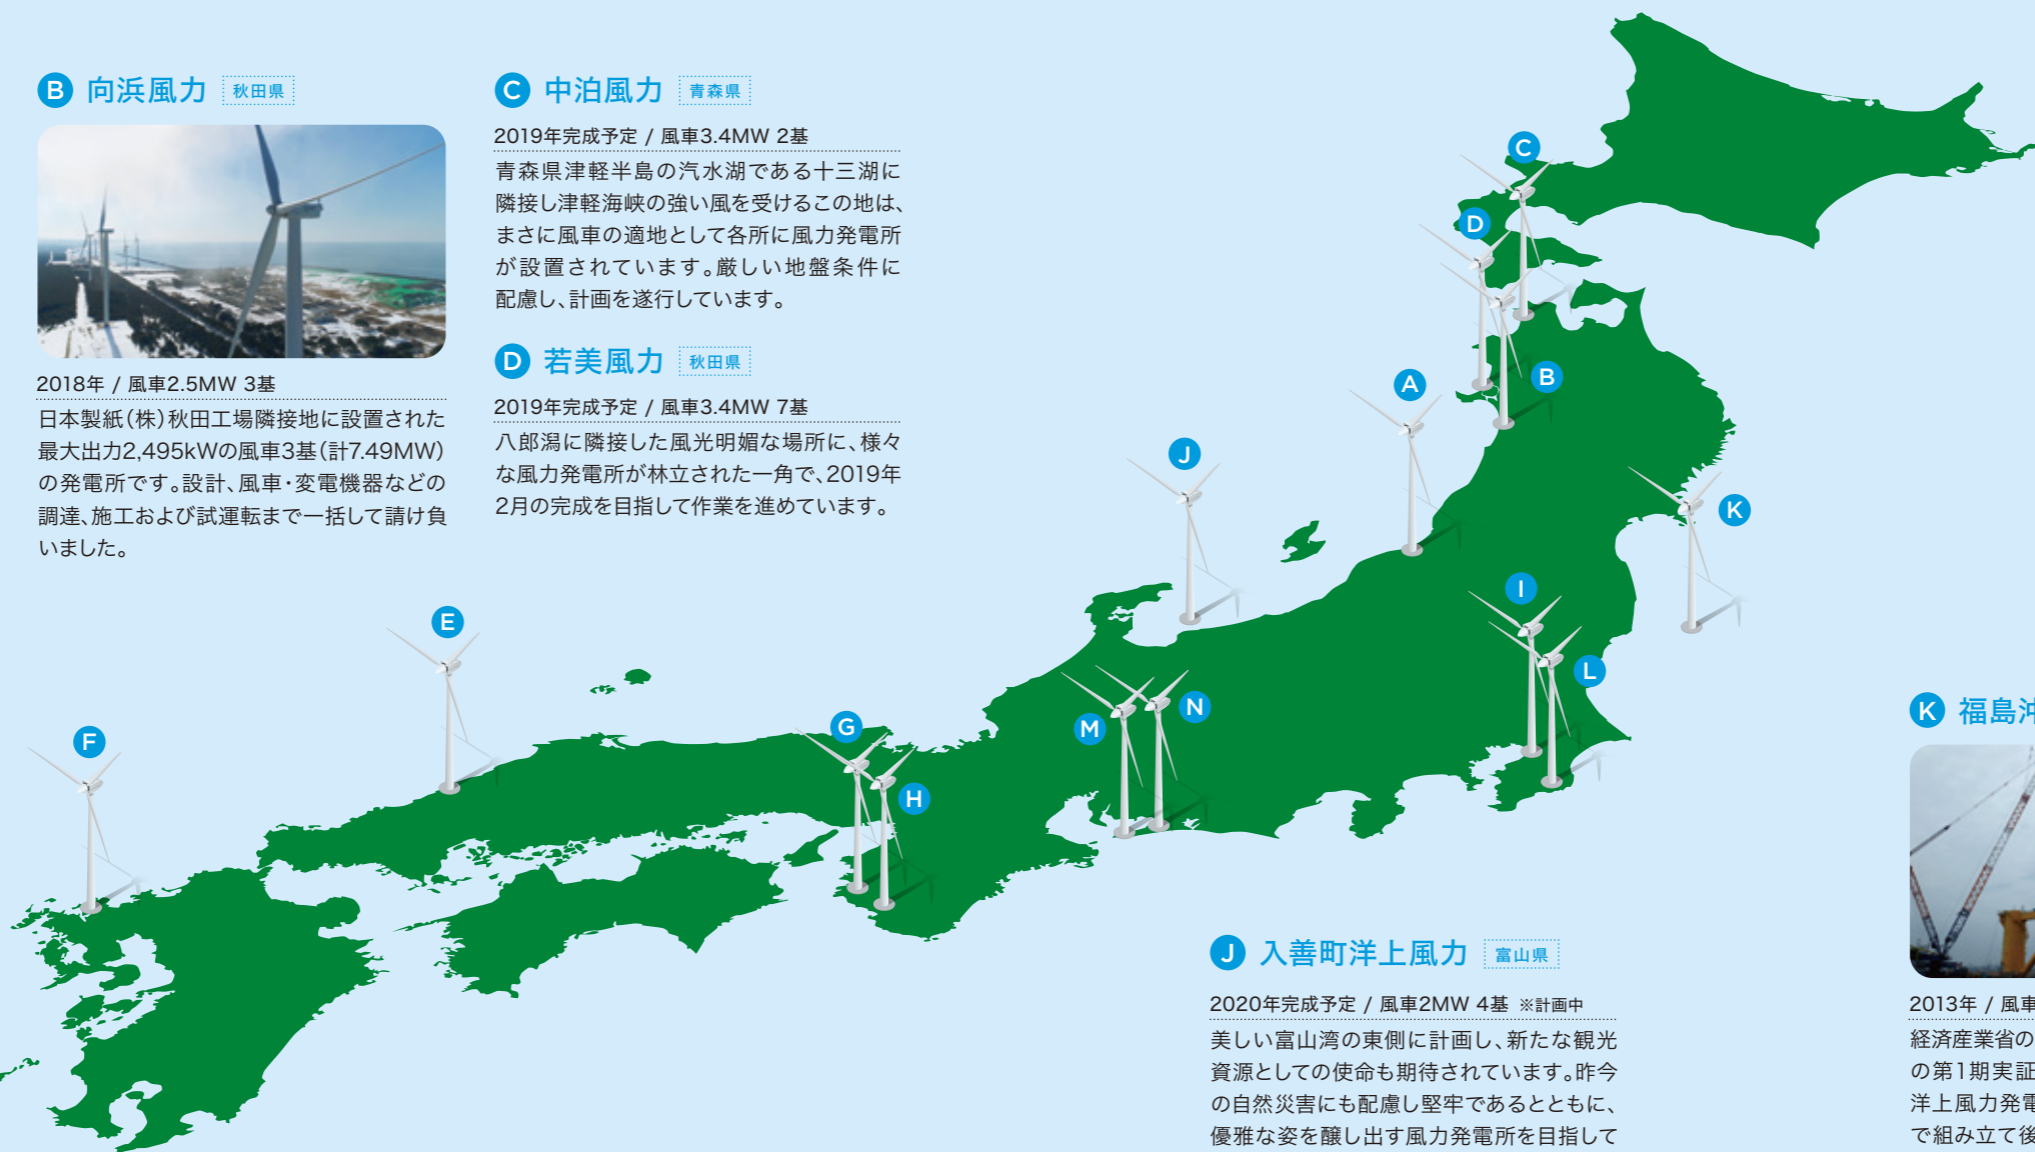 B 向浜風力 秋田県
2018年 / 風車2.5MW 3基
日本製紙(株)秋田工場隣接地に設置された
最大出力2,495kWの風車3基(計7.49MW)
の発電所です。設計、風車・変電機器などの
調達、施工および試運転まで一括して請け負
いました。
C 中泊風力 青森県
2019年完成予定 / 風車3.4MW 2基
青森県津軽半島の汽水湖である十三湖に
隣接し津軽海峡の強い風を受けるこの地は、
まさに風車の適地として各所に風力発電所
が設置されています。厳しい地盤条件に
配慮し、計画を遂行しています。
D 若美風力 秋田県
2019年完成予定 / 風車3.4MW 7基
八郎潟に隣接した風光明媚な場所に、様々
な風力発電所が林立された一角で、2019年
2月の完成を目指して作業を進めています。
C
D
B
A
J
K
I
L
E
N
M
G
F
H
J 入善町洋上風力 富山県
2020年完成予定 / 風車2MW 4基 ※計画中
美しい富山湾の東側に計画し、新たな観光
資源としての使命も期待されています。昨今
の自然災害にも配慮し堅牢であるとともに、
優雅な姿を醸し出す風力発電所を目指して
K 福島沖
2013年 / 風車
経済産業省の
の第1期実証
洋上風力発電
で組み立て後